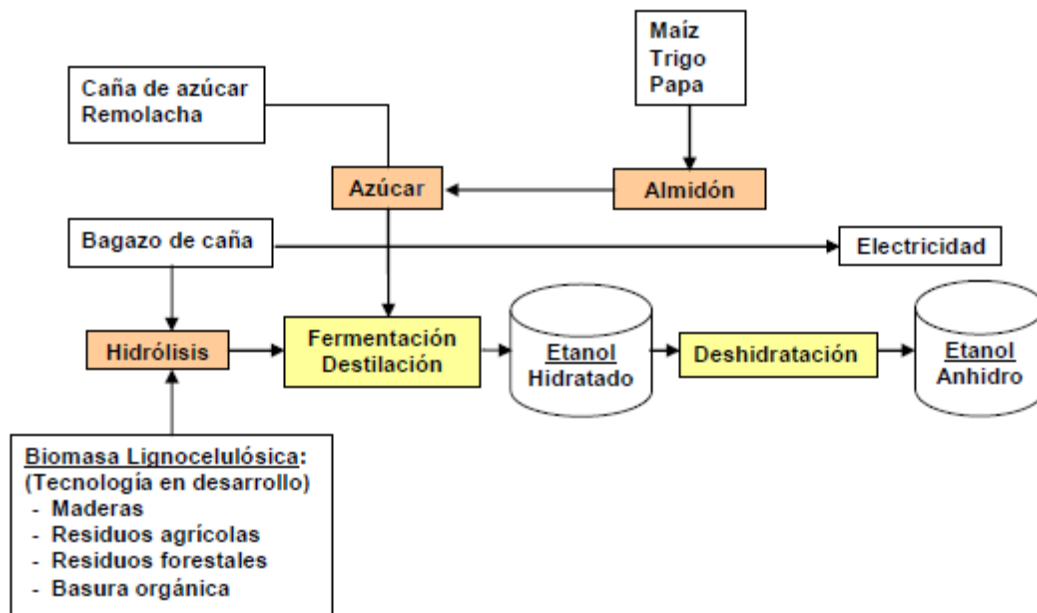 Maíz
Trigo
Papa
Caña de azúcar
Remolacha
Azúcar
Almidón
Bagazo de caña
Electricidad
Hidrólisis
Fermentación
Destilación
Etanol
Hidratado
Deshidratación
Etanol
Anhidro
Biomasa Lignocelulósica:
(Tecnología en desarrollo)
- Maderas
- Residuos agrícolas
- Residuos forestales
- Basura orgánica